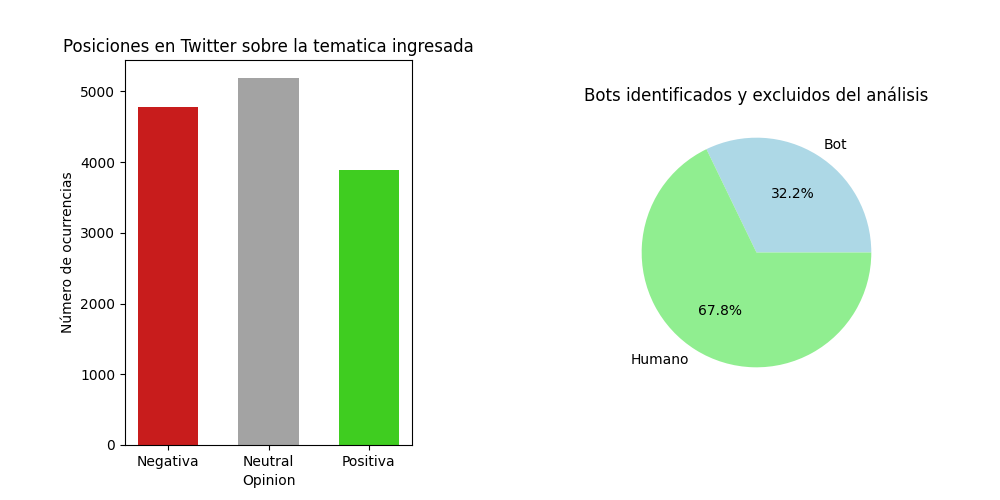 Posiciones en Twitter sobre la tematica ingresada
Número de ocurrencias
5000
4000
3000
2000
1000
0
Negativa
Neutral
Positiva
Opinion
Bots identificados y excluidos del análisis
Bot
32.2%
67.8%
Humano